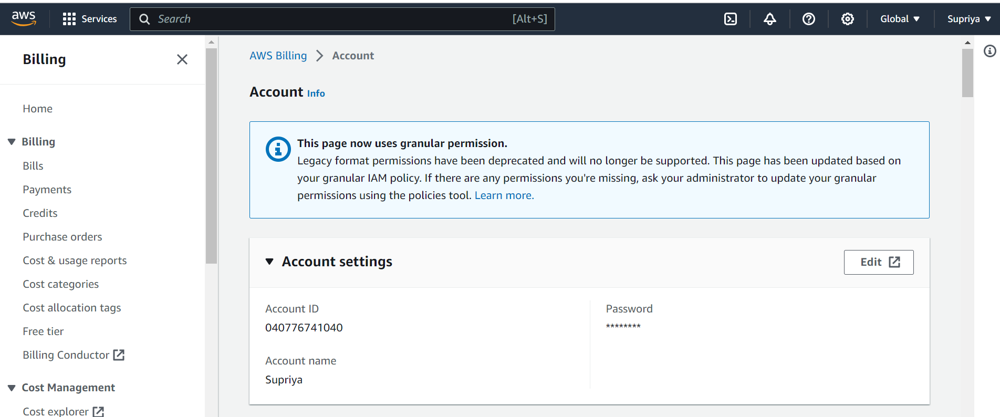 aws
Services
Search
[Alt+S]
Global
Supriya
Billing
Home
Billing
Bills
Payments
Credits
Purchase orders
Cost & usage reports
Cost categories
Cost allocation tags
Free tier
Billing Conductor
Cost Management
Cost explorer
AWS Billing > Account
Account Info
This page now uses granular permission.
Legacy format permissions have been deprecated and will no longer be supported. This page has been updated based on
your granular IAM policy. If there are any permissions you're missing, ask your administrator to update your granular
permissions using the policies tool. Learn more.
Account settings
Edit
Account ID
040776741040
Account name
Supriya
Password
********